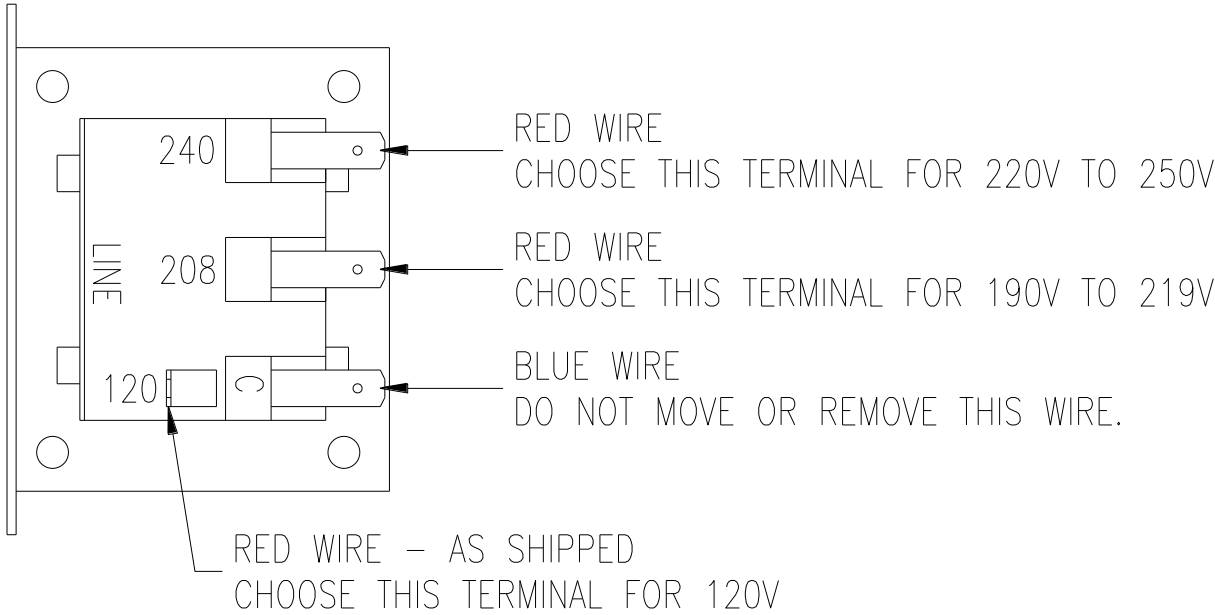 240
RED WIRE
CHOOSE THIS TERMINAL FOR 220V TO 250V
LINE
208
RED WIRE
CHOOSE THIS TERMINAL FOR 190V TO 219V
120
C
BLUE WIRE
DO NOT MOVE OR REMOVE THIS WIRE.
RED WIRE – AS SHIPPED
CHOOSE THIS TERMINAL FOR 120V